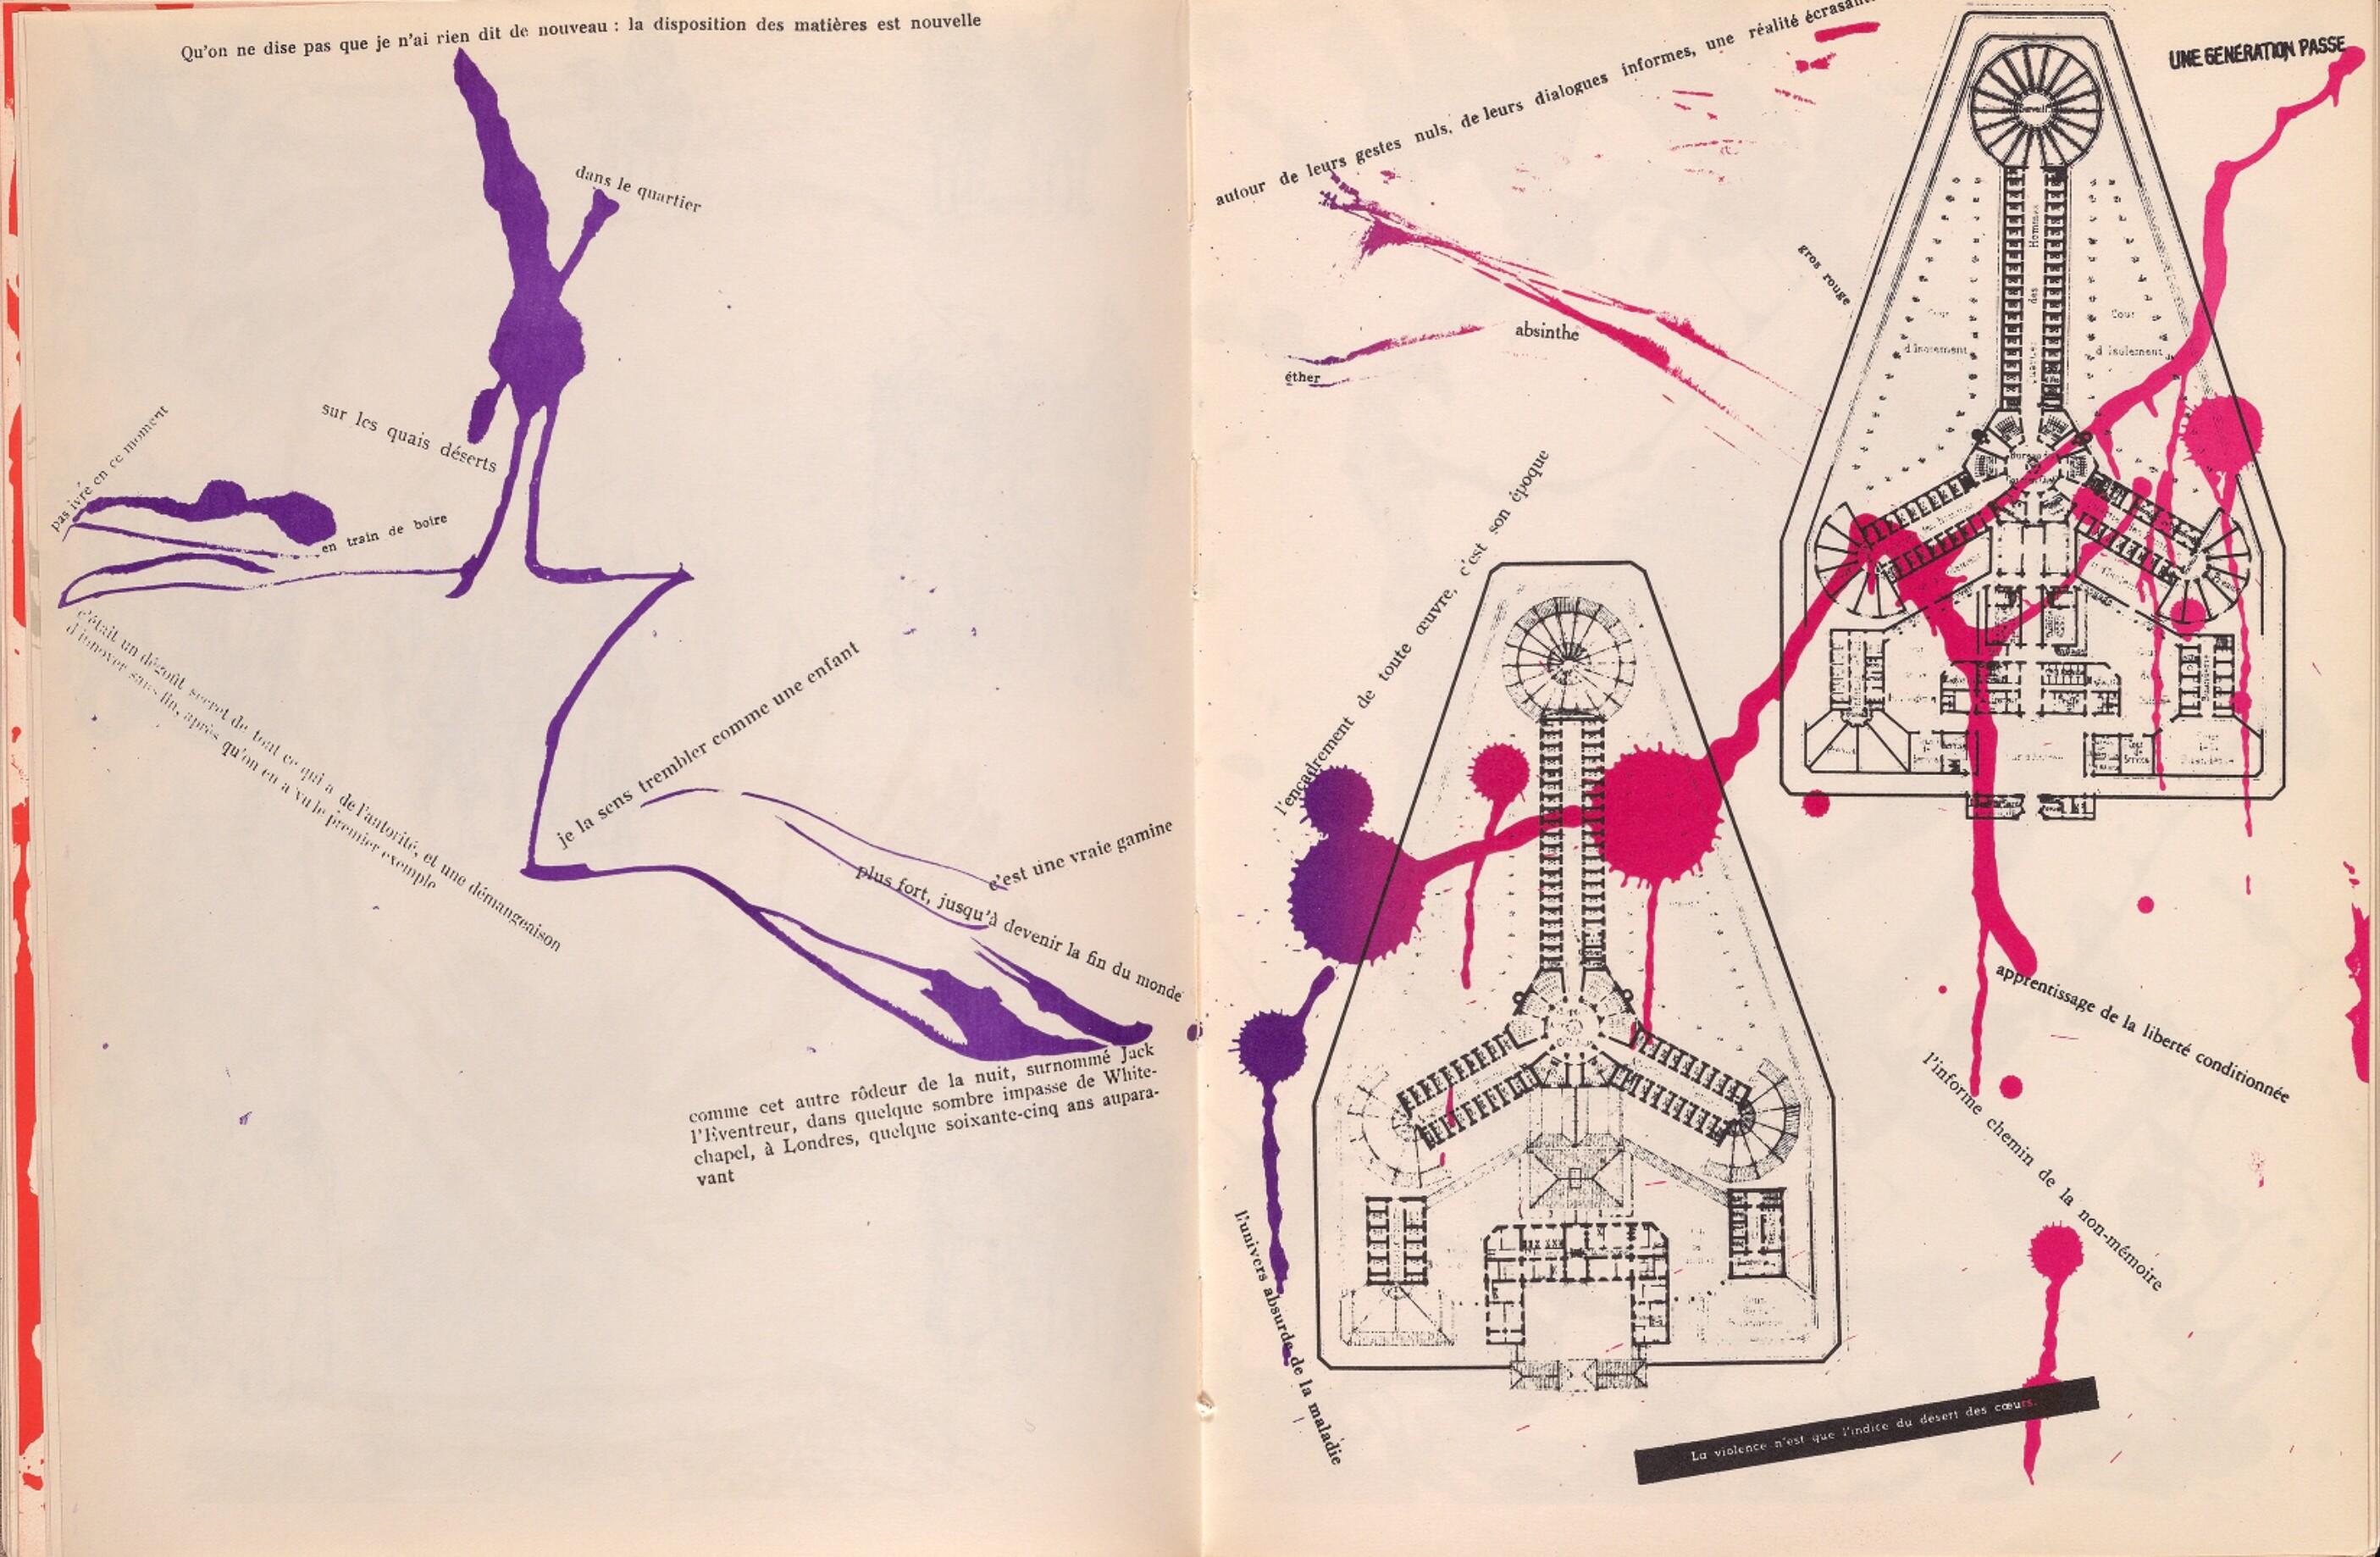 Qu'on ne dise pas que je n'ai rien dit de nouveau : la disposition des matières est nouvelle
dans le quartier
sur les quais déserts
pas ivre en ce moment
en train de boire
c'était un dégoût secret de tout ce qui a de l'autorité, et une démangeaison
d'innover sans fin, après qu'on en a vu le premier exemple
je la sens trembler comme une enfant
c'est une vraie gamine
plus fort, jusqu'à devenir la fin du monde
comme cet autre rôdeur de la nuit, surnommé Jack
l'Éventreur, dans quelque sombre impasse de White-
chapel, à Londres, quelque soixante-cinq ans aupara-
vant
autour de leurs gestes nuls, de leurs dialogues informes, une réalité écrasante
UNE GENERATION PASSE
gros rouge
absinthe
éther
Hommes
des
Cour
d'isolement
Cour
d'isolement
l'encadrement de toute œuvre, c'est son époque
apprentissage de la liberté conditionnée
l'informe chemin de la non-mémoire
l'univers absurde de la maladie
La violence n'est que l'indice du désert des cœurs.